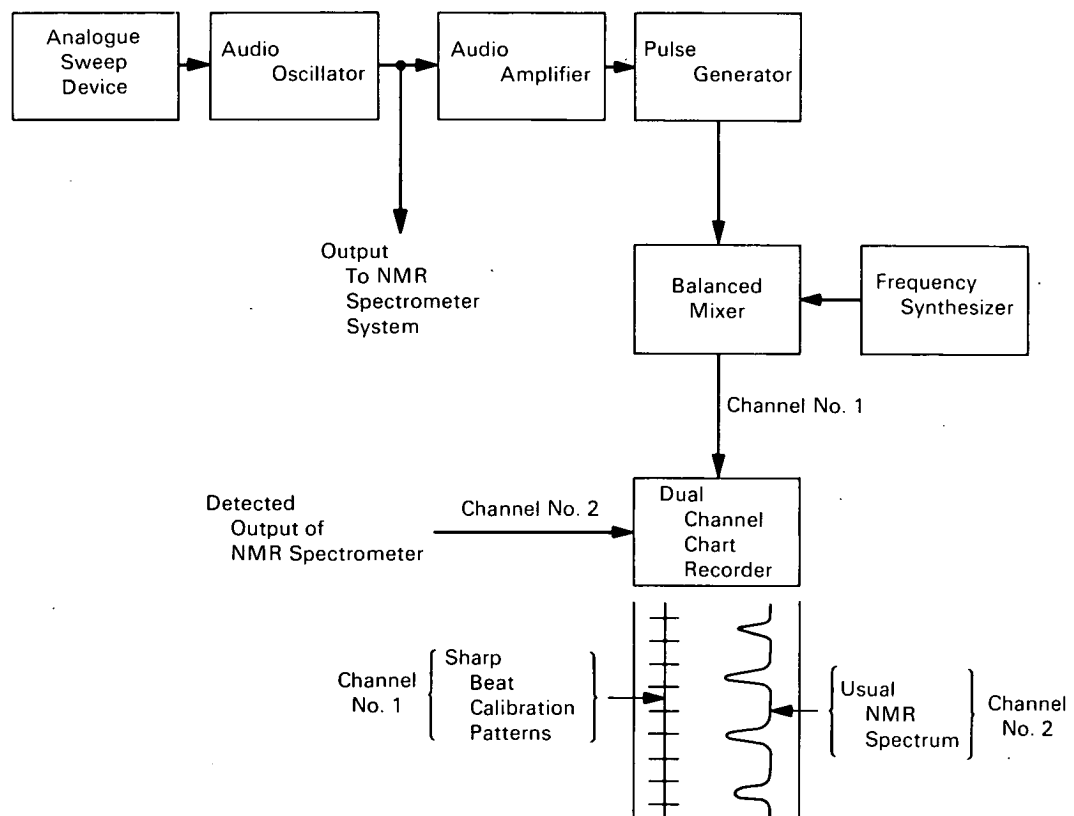 Analogue
Sweep
Device
Audio
Oscillator
Audio
Amplifier
Pulse
Generator
Output
To NMR
Spectrometer
System
Balanced
Mixer
Frequency
Synthesizer
Channel No. 1
Detected
Output of
NMR Spectrometer
Channel No. 2
Dual
Channel
Chart
Recorder
Channel
No. 1
Sharp
Beat
Calibration
Patterns
Usual
NMR
Spectrum
Channel
No. 2